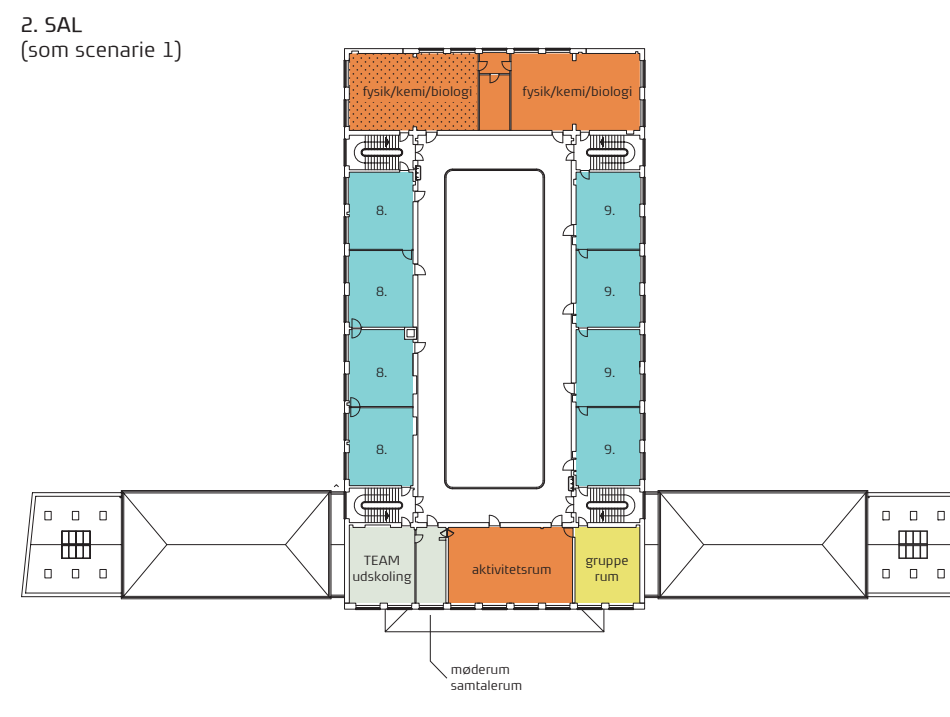 2. SAL
(som scenarie 1)
fysik/kemi/biologi
fysik/kemi/biologi
8.
9.
8.
9.
8.
9.
8.
9.
TEAM
udskoling
aktivitetsrum
gruppe
rum
møderum
samtalerum